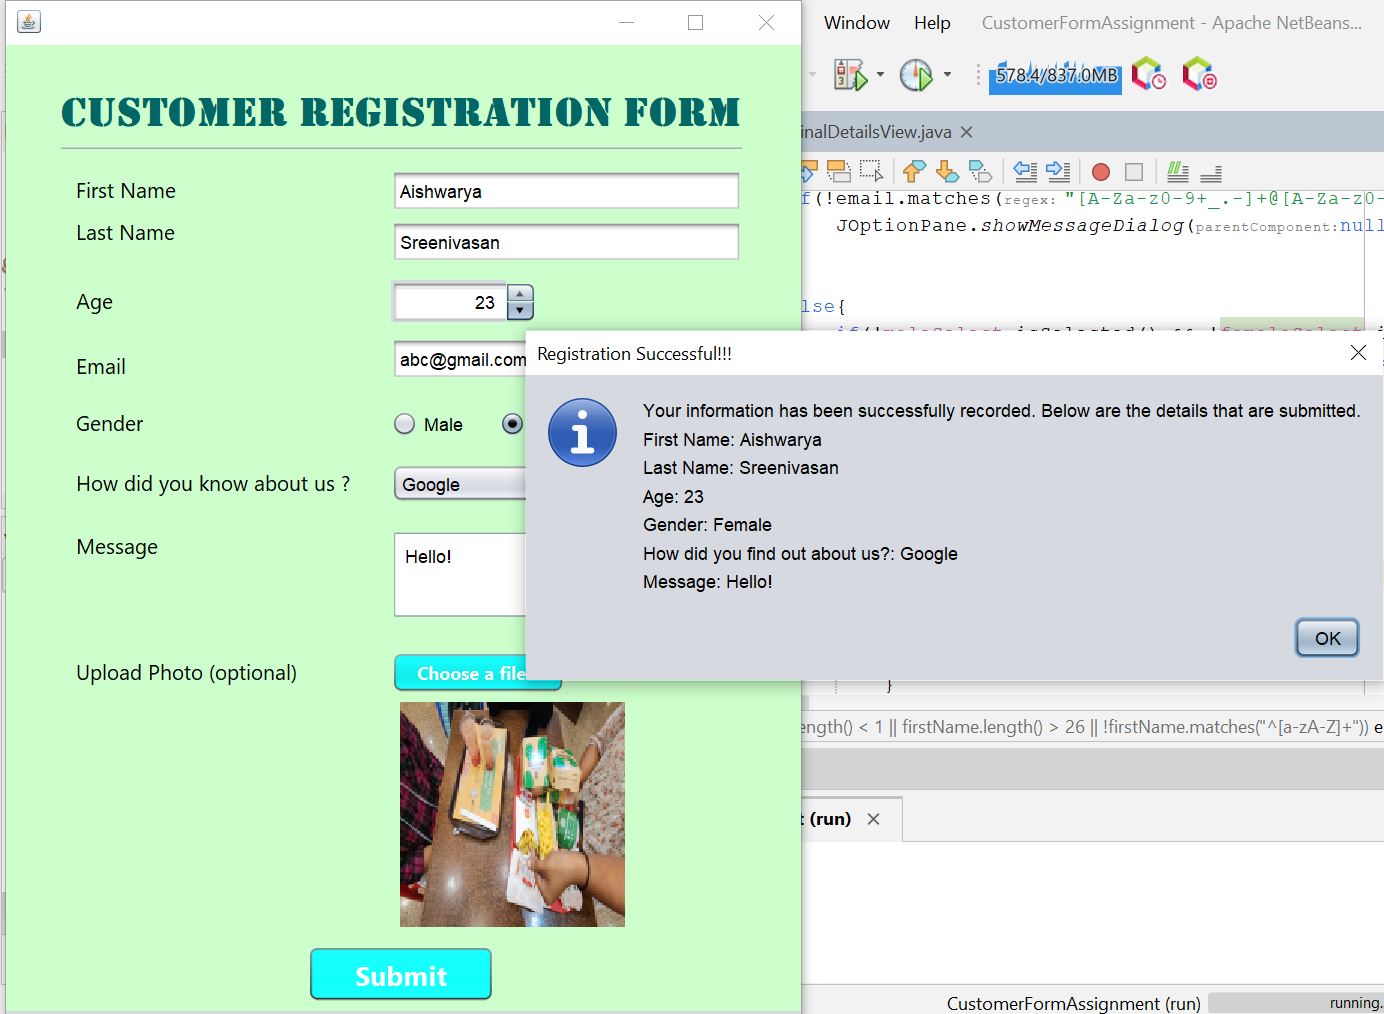 CUSTOMER REGISTRATION FORM
First Name
Aishwarya
Last Name
Sreenivasan
Age
23
Email
abc@gmail.com
Gender
Male
How did you know about us ?
Google
Message
Hello!
Upload Photo (optional)
Choose a file
Submit
Window Help CustomerFormAssignment - Apache NetBeans...
578.4/837.0MB
inalDetailsView.java
f(!email.matches(regex: "[A-Za-z0-9+_.-]+@[A-Za-z0-
JOptionPane.showMessageDialog(parentComponent:null
lse{
Registration Successful!!!
Your information has been successfully recorded. Below are the details that are submitted.
First Name: Aishwarya
Last Name: Sreenivasan
Age: 23
Gender: Female
How did you find out about us?: Google
Message: Hello!
OK
}
ength() < 1 || firstName.length() > 26 || !firstName.matches("^[a-zA-Z]+")) e
t (run)
CustomerFormAssignment (run)
running.